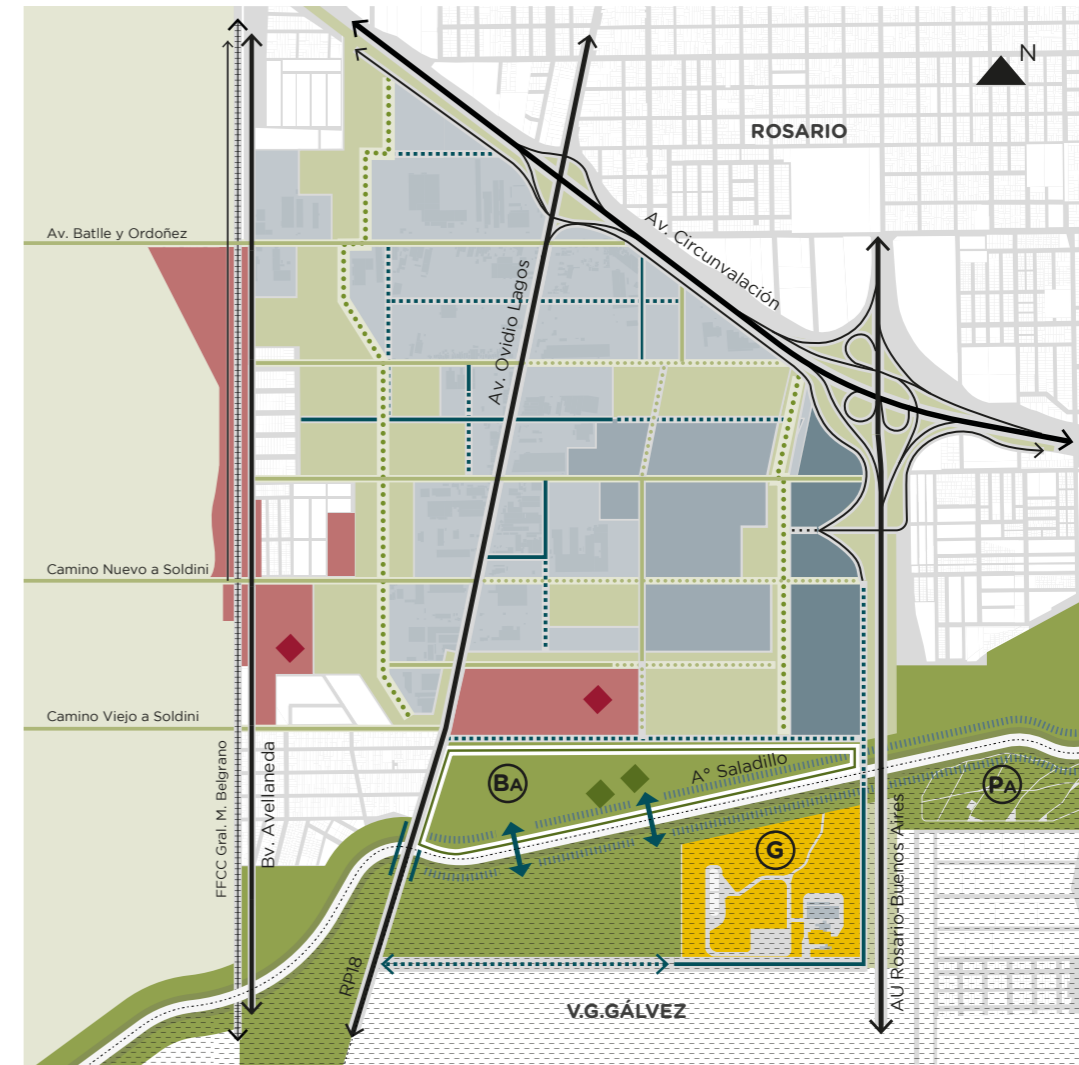 N
ROSARIO
Av. Batlle y Ordoñez
Av. Circunvalación
Av. Ovidio Lagos
Camino Nuevo a Soldini
Camino Viejo a Soldini
FFCC Gral. M. Belgrano
Bv. Avellaneda
BA
A° Saladillo
PA
G
AU Rosario-Buenos Aires
RP18
V.G.GÁLVEZ